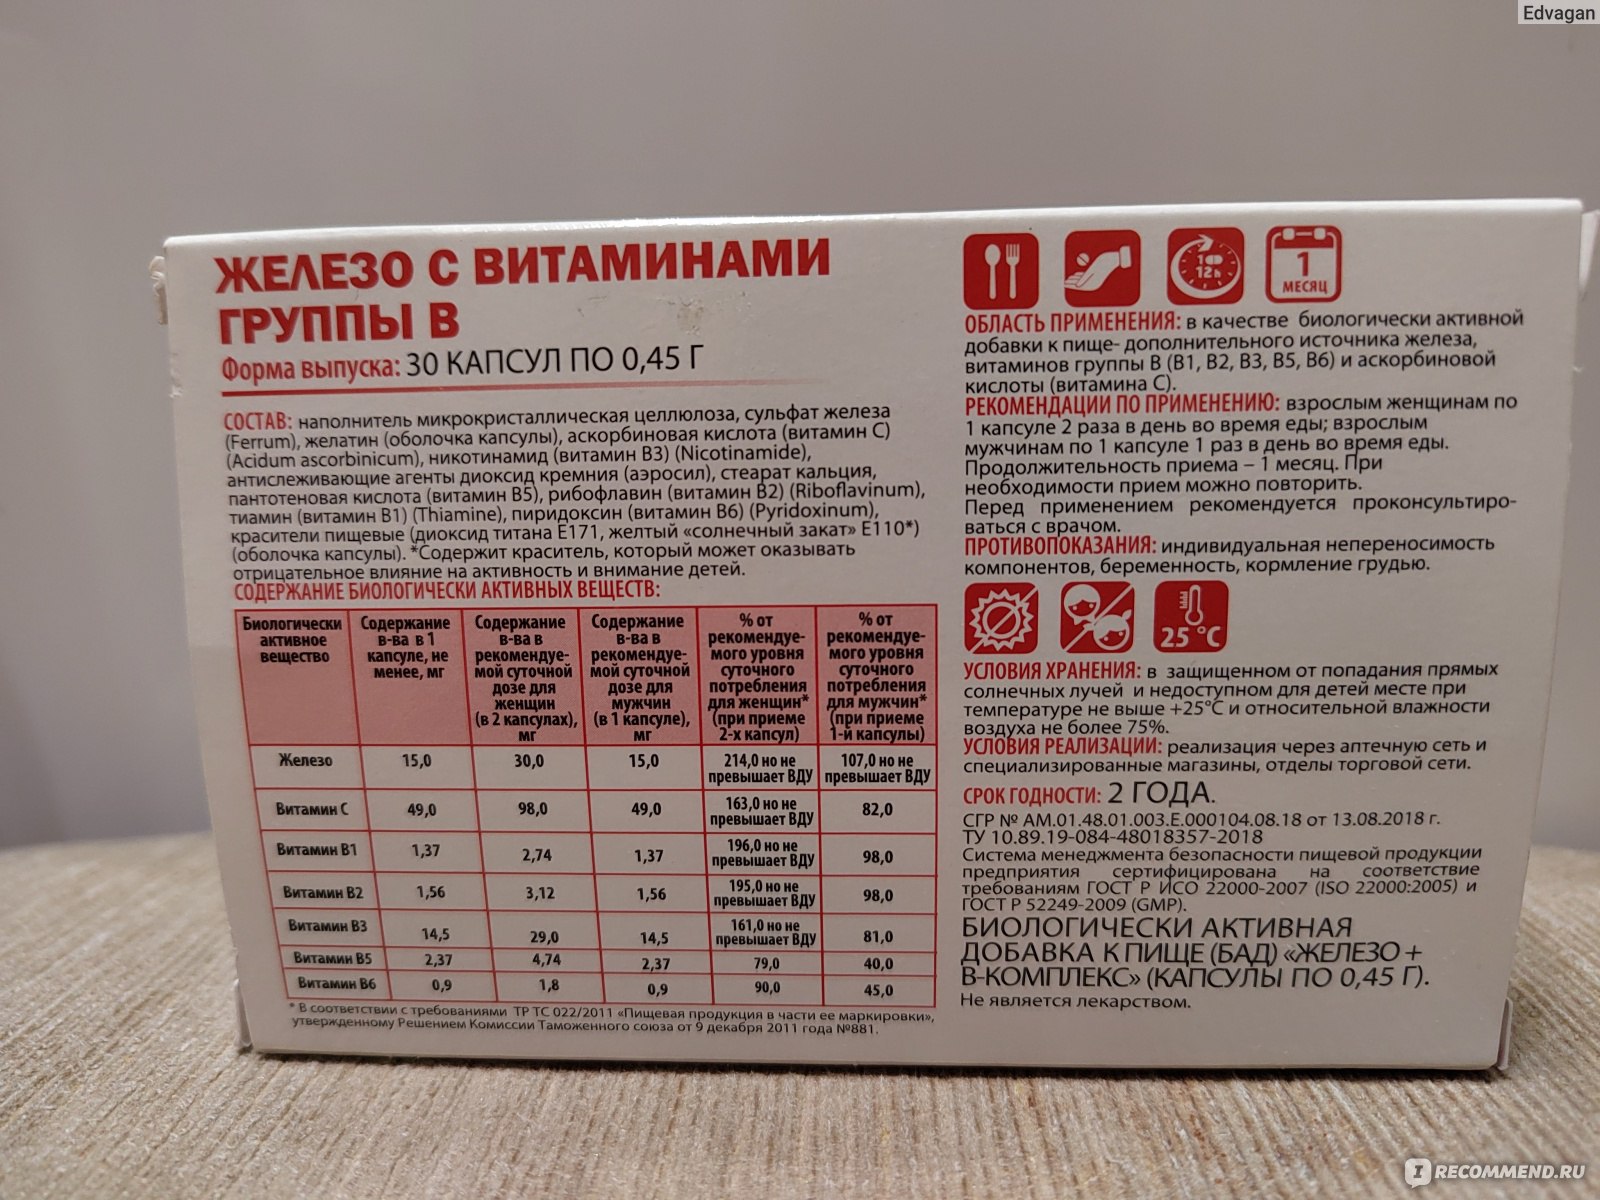 Edvagan
ЖЕЛЕЗО С ВИТАМИНАМИ
ГРУППЫ В
Форма выпуска: 30 КАПСУЛ ПО 0,45 Г
СОСТАВ: наполнитель микрокристаллическая целлюлоза, сульфат железа
(Ferrum), желатин (оболочка капсулы), аскорбиновая кислота (витамин С)
(Acidum ascorbinicum), никотинамид (витамин В3) (Nicotinamide),
антислеживающие агенты диоксид кремния (аэросил), стеарат кальция,
пантотеновая кислота (витамин В5), рибофлавин (витамин В2) (Riboflavinum),
тиамин (витамин В1) (Thiamine), пиридоксин (витамин В6) (Pyridoxinum),
красители пищевые (диоксид титана Е171, желтый «солнечный закат» Е110*)
(оболочка капсулы). *Содержит краситель, который может оказывать
отрицательное влияние на активность и внимание детей.
СОДЕРЖАНИЕ БИОЛОГИЧЕСКИ АКТИВНЫХ ВЕЩЕСТВ:
Биологически
активное
вещество
Содержание
в-ва в 1
капсуле, не
менее, мг
Содержание
в-ва в
рекомендуе-
мой суточной
дозе для
женщин
(в 2 капсулах),
мг
Содержание
в-ва в
рекомендуе-
мой суточной
дозе для
мужчин
(в 1 капсуле),
мг
% от
рекомендуе-
мого уровня
суточного
потребления
для женщин*
(при приеме
2-х капсул)
% от
рекомендуе-
мого уровня
суточного
потребления
для мужчин*
(при приеме
1-й капсулы)
Железо 15,0 30,0 15,0 214,0 но не превышает ВДУ 107,0 но не превышает ВДУ
Витамин С 49,0 98,0 49,0 163,0 но не превышает ВДУ 82,0
Витамин В1 1,37 2,74 1,37 196,0 но не превышает ВДУ 98,0
Витамин В2 1,56 3,12 1,56 195,0 но не превышает ВДУ 98,0
Витамин В3 14,5 29,0 14,5 161,0 но не превышает ВДУ 81,0
Витамин В5 2,37 4,74 2,37 79,0 40,0
Витамин В6 0,9 1,8 0,9 90,0 45,0
* В соответствии с требованиями ТР ТС 022/2011 «Пищевая продукция в части ее маркировки»,
утвержденному Решением Комиссии Таможенного союза от 9 декабря 2011 года №881.
1
12h
1
МЕСЯЦ
ОБЛАСТЬ ПРИМЕНЕНИЯ: в качестве биологически активной
добавки к пище- дополнительного источника железа,
витаминов группы В (В1, В2, В3, В5, В6) и аскорбиновой
кислоты (витамина С).
РЕКОМЕНДАЦИИ ПО ПРИМЕНЕНИЮ: взрослым женщинам по
1 капсуле 2 раза в день во время еды; взрослым
мужчинам по 1 капсуле 1 раз в день во время еды.
Продолжительность приема – 1 месяц. При
необходимости прием можно повторить.
Перед применением рекомендуется проконсультиро-
ваться с врачом.
ПРОТИВОПОКАЗАНИЯ: индивидуальная непереносимость
компонентов, беременность, кормление грудью.
25 °С
УСЛОВИЯ ХРАНЕНИЯ: в защищенном от попадания прямых
солнечных лучей и недоступном для детей месте при
температуре не выше +25°С и относительной влажности
воздуха не более 75%.
УСЛОВИЯ РЕАЛИЗАЦИИ: реализация через аптечную сеть и
специализированные магазины, отделы торговой сети.
СРОК ГОДНОСТИ: 2 ГОДА.
СГР № АМ.01.48.01.003.Е.000104.08.18 от 13.08.2018 г.
ТУ 10.89.19-084-48018357-2018
Система менеджмента безопасности пищевой продукции
предприятия сертифицирована на соответствие
требованиям ГОСТ Р ИСО 22000-2007 (ISO 22000:2005) и
ГОСТ Р 52249-2009 (GMP).
БИОЛОГИЧЕСКИ АКТИВНАЯ
ДОБАВКА К ПИЩЕ (БАД) «ЖЕЛЕЗО +
В-КОМПЛЕКС» (КАПСУЛЫ ПО 0,45 Г).
Не является лекарством.
IRECOMMEND.RU